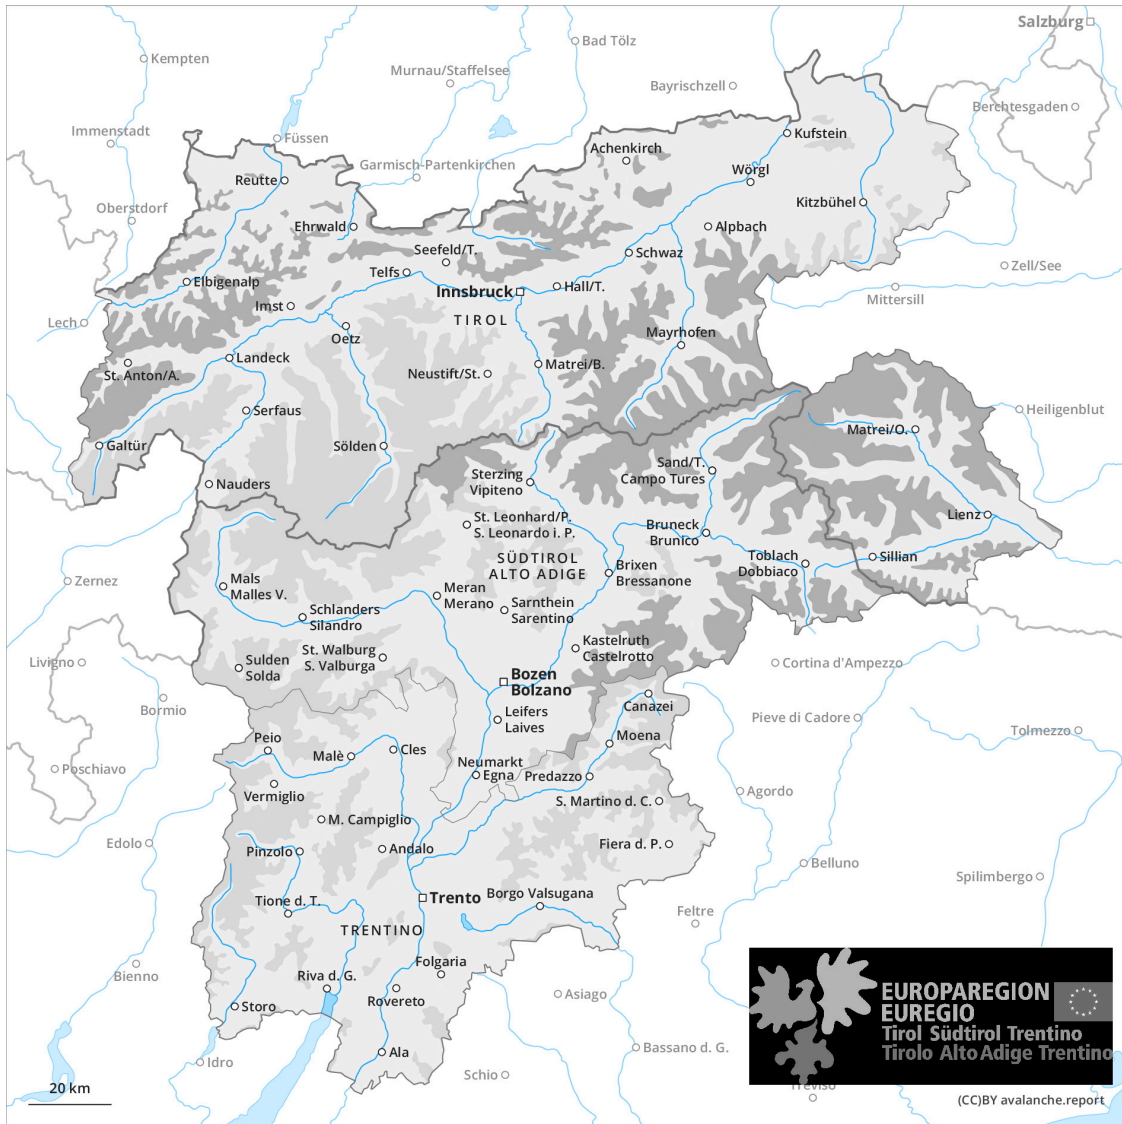 Salzburg
Bad Tölz
Kempten
Murnau/Staffelsee
Bayrischzell
Berchtesgaden
Immenstadt
Füssen
Kufstein
Achenkirch
Garmisch-Partenkirchen
Wörgl
Reutte
Kitzbühel
Oberstdorf
Ehrwald
Alpbach
Seefeld/T.
Schwaz
Zell/See
Telfs
Elbigenalp
Hall/T.
Innsbruck
Mittersill
Imst
TIROL
Lech
Mayrhofen
Oetz
Landeck
Matrei/B.
St. Anton/A.
Neustift/St.
Serfaus
Heiligenblut
Matrei/O.
Galtür
Sölden
Sand/T.
Campo Tures
Sterzing
Vipiteno
Nauders
St. Leonhard/P.
S. Leonardo i. P.
Lienz
Bruneck
Brunico
SÜDTIROL
ALTO ADIGE
Toblach
Dobbiaco
Sillian
Brixen
Bressanone
Zernez
Mals
Malles V.
Meran
Merano
Sarnthein
Sarentino
Schlanders
Silandro
Kastelruth
Castelrotto
St. Walburg
S. Valburga
Livigno
Sulden
Solda
Cortina d'Ampezzo
Bozen
Bolzano
Bormio
Canazei
Leifers
Laives
Pieve di Cadore
Tolmezzo
Peio
Moena
Malè
Cles
Neumarkt
Egna
Poschiavo
Predazzo
Vermiglio
Agordo
S. Martino d. C.
M. Campiglio
Edolo
Pinzolo
Andalo
Fiera d. P.
Belluno
Spilimbergo
Borgo Valsugana
Trento
Tione d. T.
Feltre
TRENTINO
Folgaria
Bienno
Riva d. G.
Rovereto
Asiago
Storo
EUROPAREGION
EUREGIO
Tirol Südtirol Trentino
Tirolo Alto Adige Trentino
Ala
Bassano d. G.
Idro
Schio
20 km
Treviso
(CC)BY avalanche.report